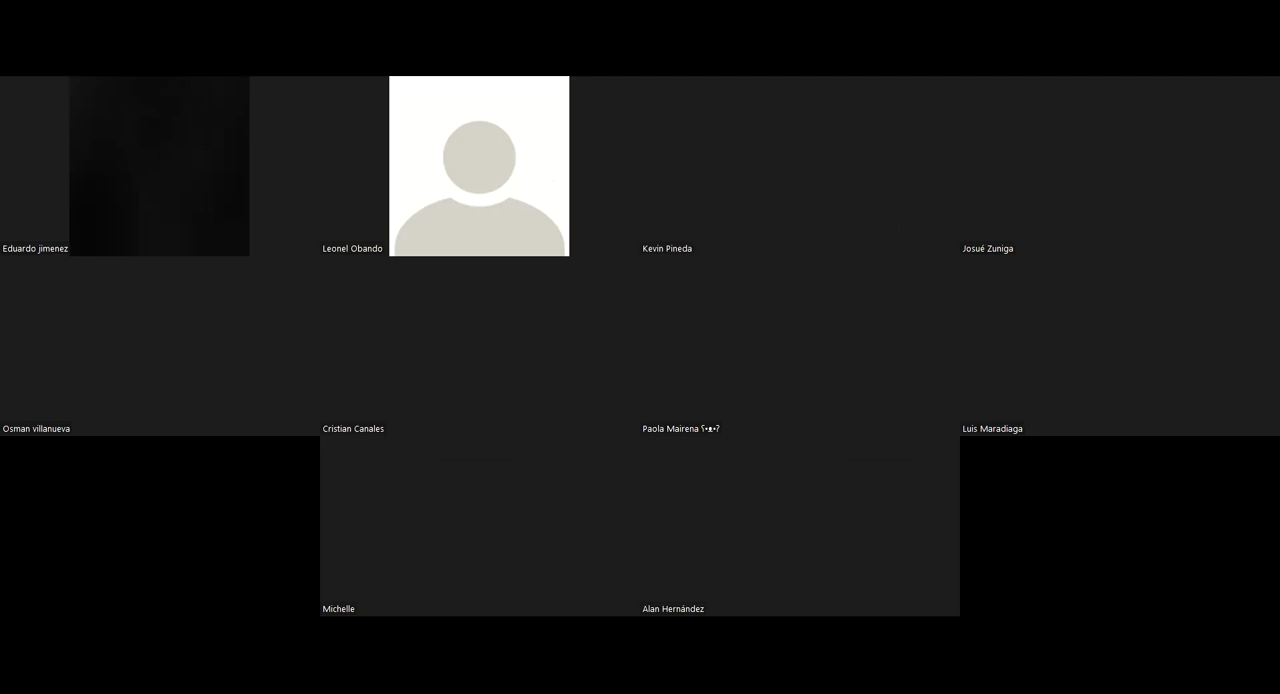 Eduardo jimenez
Leonel Obando
Kevin Pineda
Josué Zuniga
Osman villanueva
Cristian Canales
Paola Mairena ʕ•ᴥ•ʔ
Luis Maradiaga
Michelle
Alan Hernández